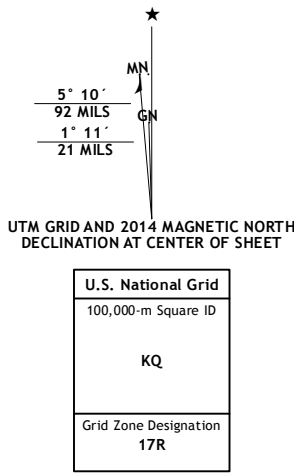 MN
5° 10´
92 MILS
GN
1° 11´
21 MILS
UTM GRID AND 2014 MAGNETIC NORTH
DECLINATION AT CENTER OF SHEET
U.S. National Grid
100,000-m Square ID
KQ
Grid Zone Designation
17R